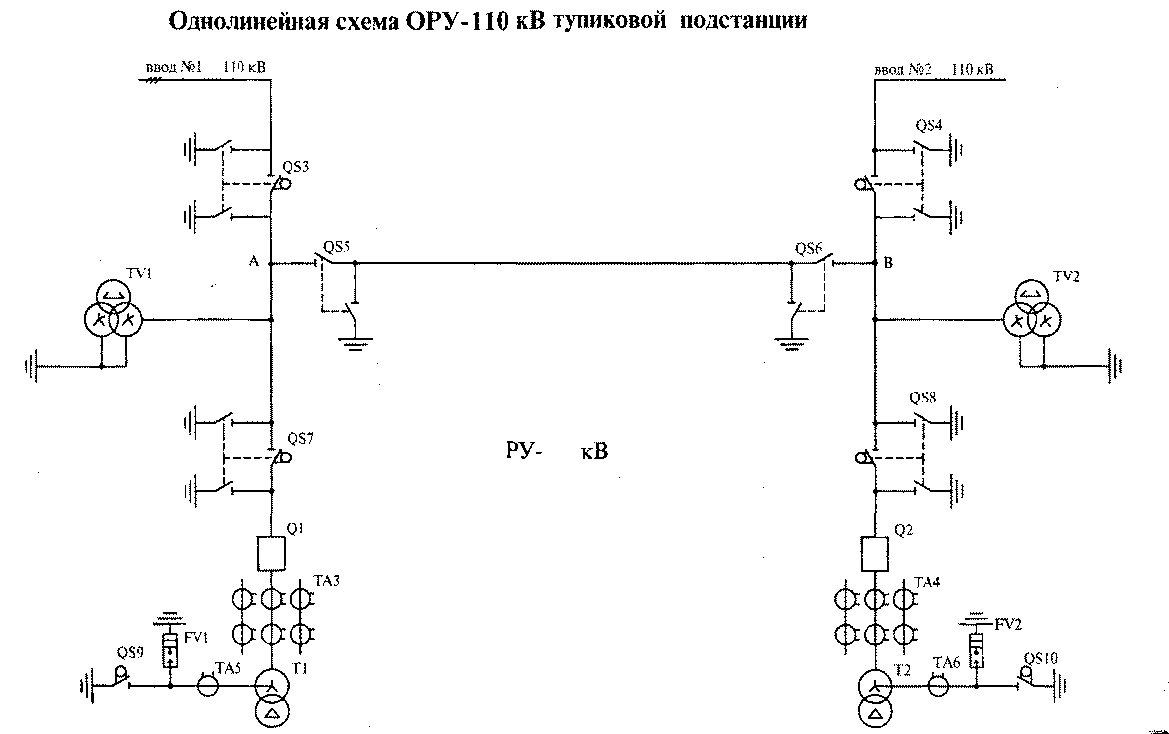 Однолинейная схема ОРУ-110 кВ тупиковой подстанции
ввод №1 110 кВ
ввод №2 110 кВ
QS4
QS3
QS5
QS6
A
B
TV1
TV2
QS8
QS7
РУ- кВ
Q1
Q2
TA3
TA4
FV1
FV2
QS9
TA5
T1
T2
TA6
QS10